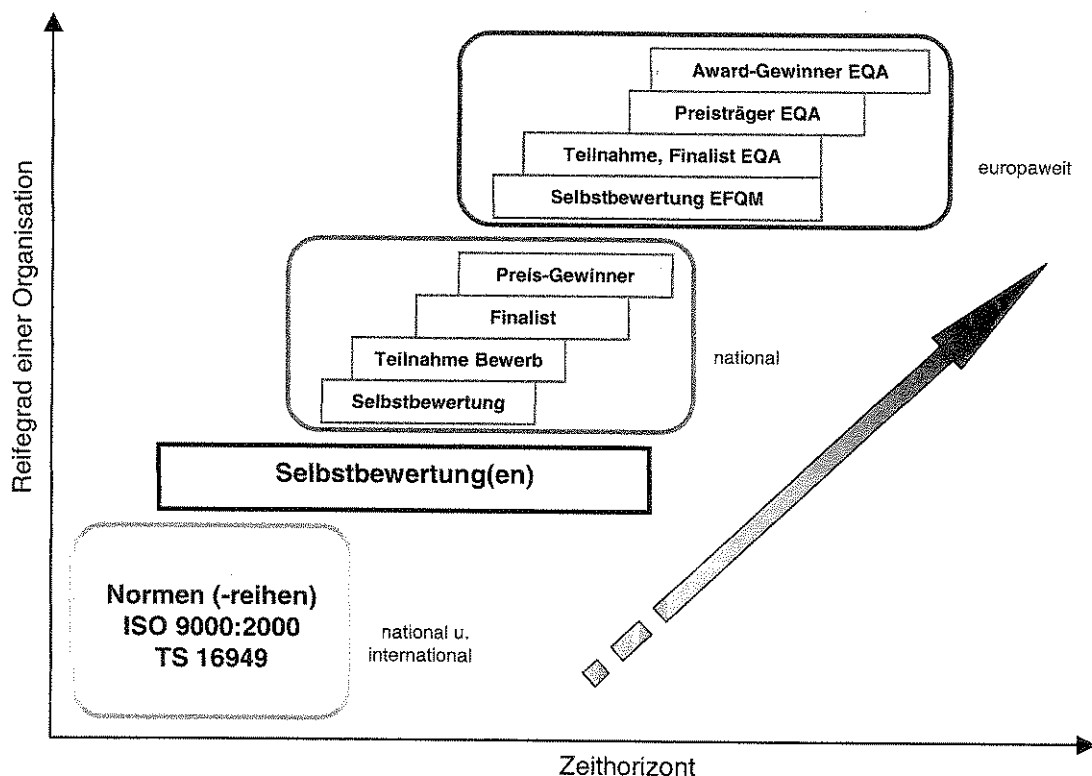 Reifegrad einer Organisation
Award-Gewinner EQA
Preisträger EQA
Teilnahme, Finalist EQA
Selbstbewertung EFQM
europaweit
Preis-Gewinner
Finalist
Teilnahme Bewerb
Selbstbewertung
national
Selbstbewertung(en)
Normen (-reihen)
ISO 9000:2000
TS 16949
national u.
international
Zeithorizont